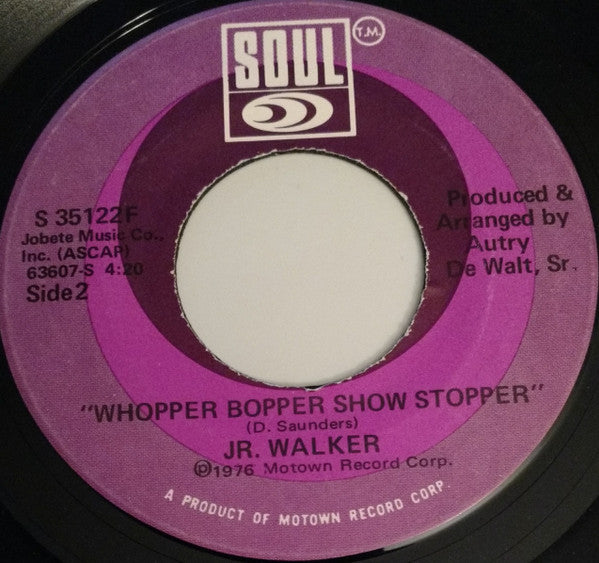 SOUL
T.M.
S 35122F
Jobete Music Co.,
Inc. (ASCAP)
63607-S 4:20
Side 2
Produced &
Arranged by
Autry
De Walt, Sr.
"WHOPPER BOPPER SHOW STOPPER"
(D. Saunders)
JR. WALKER
℗1976 Motown Record Corp.
A PRODUCT OF MOTOWN RECORD CORP.